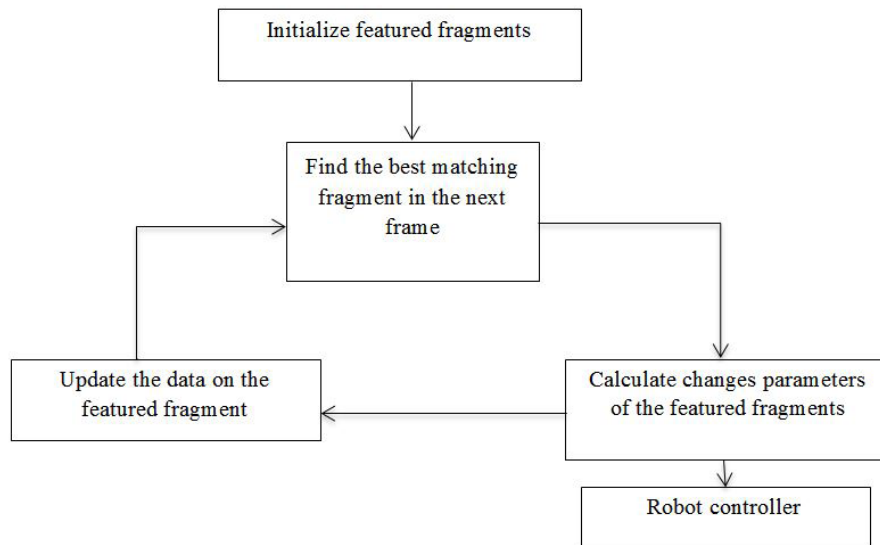 Initialize featured fragments
Find the best matching
fragment in the next
frame
Update the data on the
featured fragment
Calculate changes parameters
of the featured fragments
Robot controller